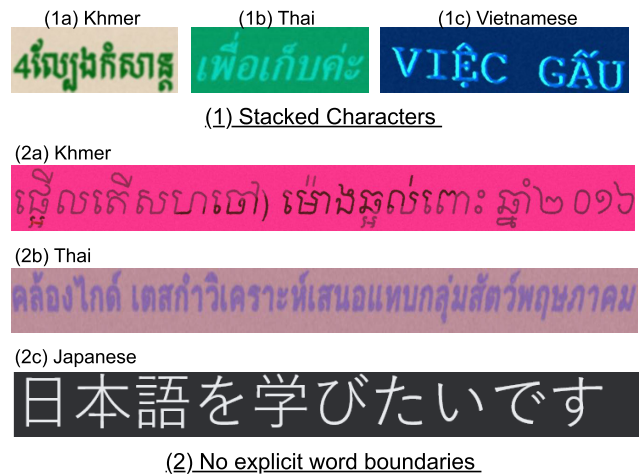 (1a) Khmer (1b) Thai (1c) Vietnamese
4ល្បែងកំសាន្ត เพื่อเก็บค่ะ VIỆC GẤU
(1) Stacked Characters
(2a) Khmer
ផ្អើលតើសហចៅ) ម៉ោងឆ្អល់ពោះ ឆ្នាំ២០១៦
(2b) Thai
คล้องไกด์ เตสกำวิเคราะห์เสนอแทบกลุ่มสัตว์พฤษภาคม
(2c) Japanese
日本語を学びたいです
(2) No explicit word boundaries